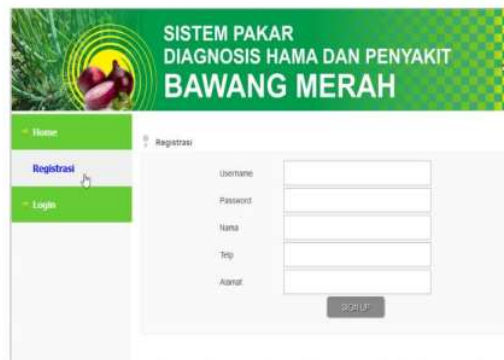 SISTEM PAKAR
DIAGNOSIS HAMA DAN PENYAKIT
BAWANG MERAH
Home
Registrasi
Login
Registrasi
Username
Password
Nama
Telp
Alamat
SIGN UP